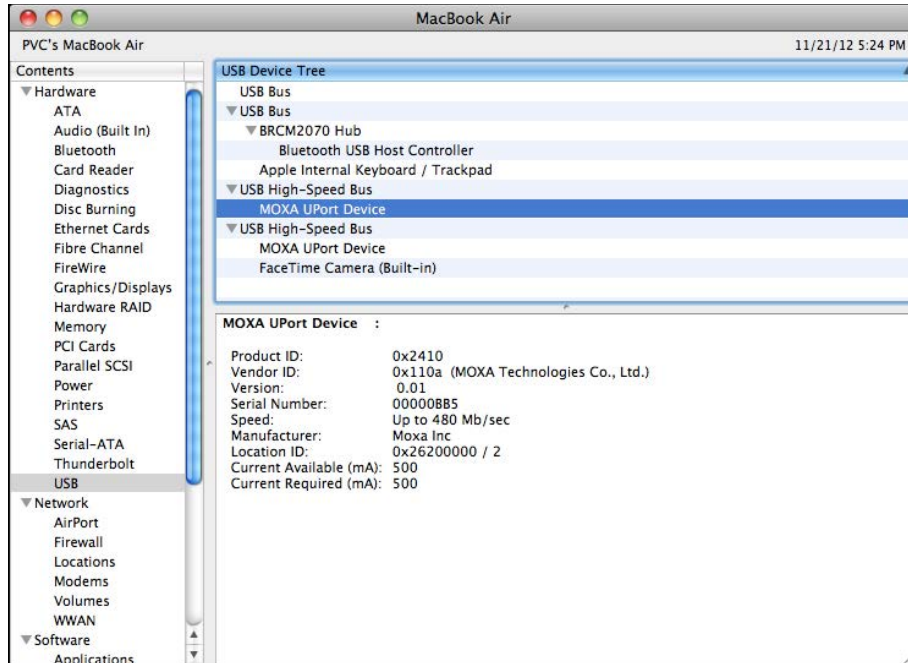 MacBook Air
PVC's MacBook Air 11/21/12 5:24 PM
Contents
Hardware
ATA
Audio (Built In)
Bluetooth
Card Reader
Diagnostics
Disc Burning
Ethernet Cards
Fibre Channel
FireWire
Graphics/Displays
Hardware RAID
Memory
PCI Cards
Parallel SCSI
Power
Printers
SAS
Serial-ATA
Thunderbolt
USB
Network
AirPort
Firewall
Locations
Modems
Volumes
WWAN
Software
Applications
USB Device Tree
USB Bus
USB Bus
BRCM2070 Hub
Bluetooth USB Host Controller
Apple Internal Keyboard / Trackpad
USB High-Speed Bus
MOXA UPort Device
USB High-Speed Bus
MOXA UPort Device
FaceTime Camera (Built-in)
MOXA UPort Device :
Product ID: 0x2410
Vendor ID: 0x110a (MOXA Technologies Co., Ltd.)
Version: 0.01
Serial Number: 00000BB5
Speed: Up to 480 Mb/sec
Manufacturer: Moxa Inc
Location ID: 0x26200000 / 2
Current Available (mA): 500
Current Required (mA): 500